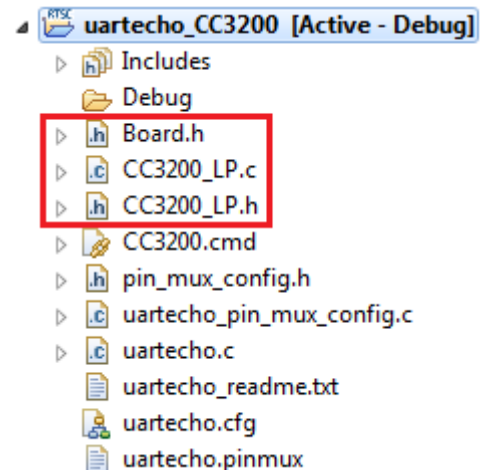 RTSC
uartecho_CC3200 [Active - Debug]
h Includes
Debug
.h Board.h
.c CC3200_LP.c
.h CC3200_LP.h
CC3200.cmd
.h pin_mux_config.h
.c uartecho_pin_mux_config.c
.c uartecho.c
uartecho_readme.txt
uartecho.cfg
uartecho.pinmux